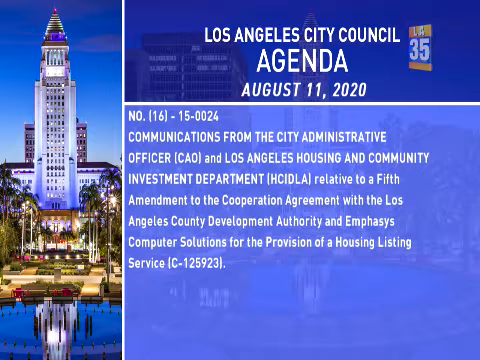 LOS ANGELES CITY COUNCIL
AGENDA
AUGUST 11, 2020
LA
35
NO. (16) - 15-0024
COMMUNICATIONS FROM THE CITY ADMINISTRATIVE
OFFICER (CAO) and LOS ANGELES HOUSING AND COMMUNITY
INVESTMENT DEPARTMENT (HCIDLA) relative to a Fifth
Amendment to the Cooperation Agreement with the Los
Angeles County Development Authority and Emphasys
Computer Solutions for the Provision of a Housing Listing
Service (C-125923).